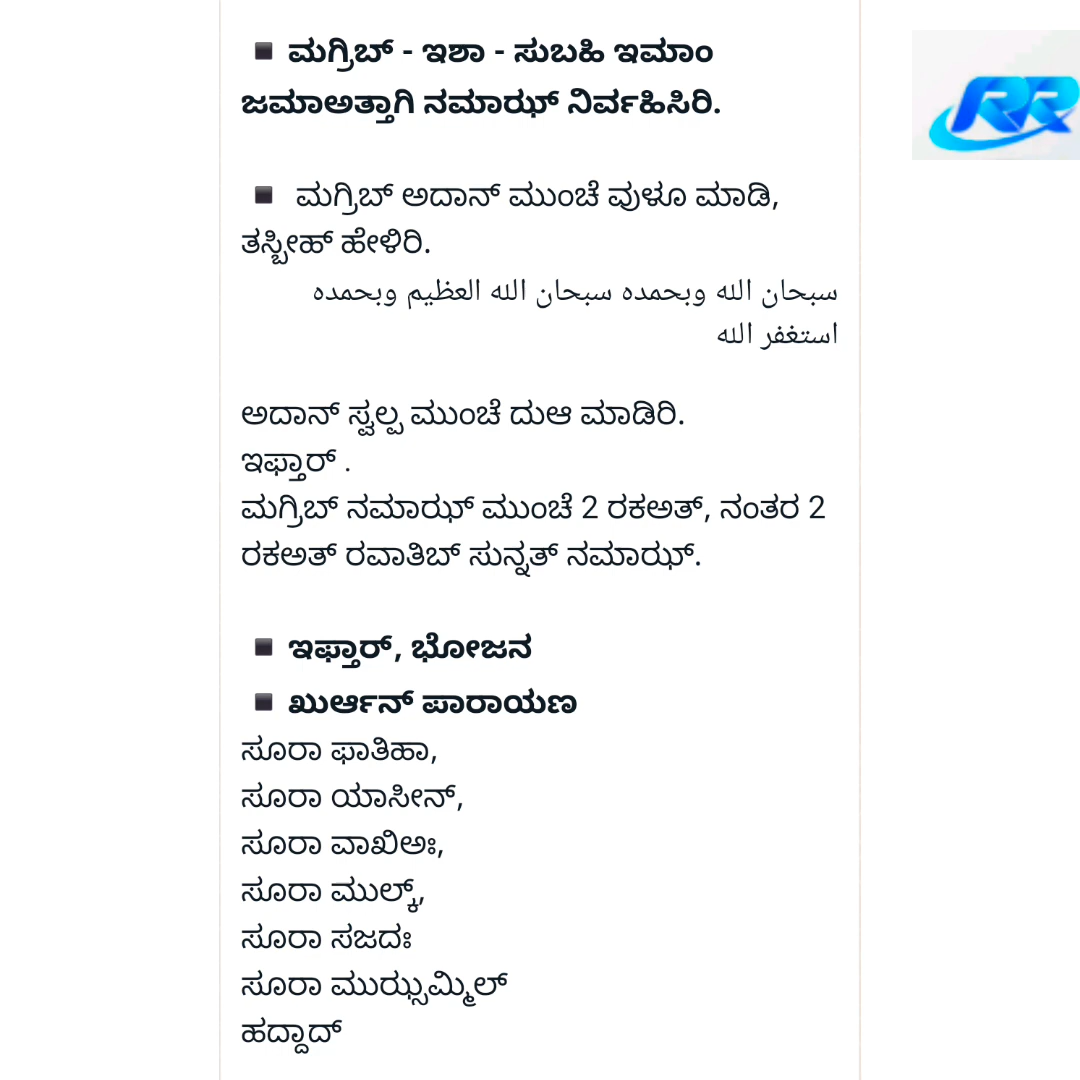 ▪️ ಮಗ್ರಿಬ್ - ಇಶಾ - ಸುಬಹಿ ಇಮಾಂ
ಜಮಾಅತ್ತಾಗಿ ನಮಾಝ್ ನಿರ್ವಹಿಸಿರಿ.
▪️ ಮಗ್ರಿಬ್ ಅದಾನ್ ಮುಂಚೆ ವುಳೂ ಮಾಡಿ,
ತಸ್ಬೀಹ್ ಹೇಳಿರಿ.
سبحان الله وبحمده سبحان الله العظيم وبحمده
استغفر الله
ಅದಾನ್ ಸ್ವಲ್ಪ ಮುಂಚೆ ದುಆ ಮಾಡಿರಿ.
ಇಫ್ತಾರ್ .
ಮಗ್ರಿಬ್ ನಮಾಝ್ ಮುಂಚೆ 2 ರಕಅತ್, ನಂತರ 2
ರಕಅತ್ ರವಾತಿಬ್ ಸುನ್ನತ್ ನಮಾಝ್.
▪️ ಇಫ್ತಾರ್, ಭೋಜನ
▪️ ಖುರ್ಆನ್ ಪಾರಾಯಣ
ಸೂರಾ ಫಾತಿಹಾ,
ಸೂರಾ ಯಾಸೀನ್,
ಸೂರಾ ವಾಖಿಅಃ,
ಸೂರಾ ಮುಲ್ಕ್,
ಸೂರಾ ಸಜದಃ
ಸೂರಾ ಮುಝ್ಸಮ್ಮಿಲ್
ಹದ್ದಾದ್
RR